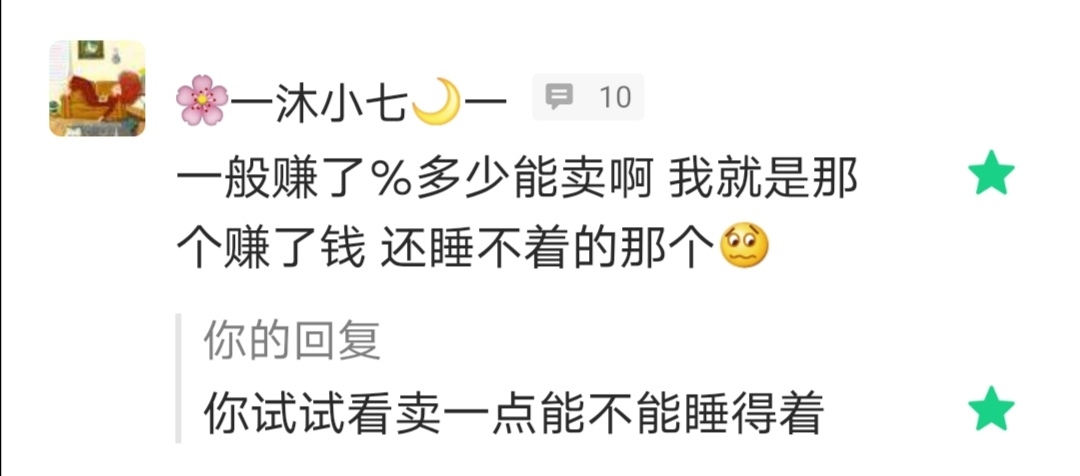 🌸一沐小七🌙一 10
一般赚了%多少能卖啊 我就是那
个赚了钱 还睡不着的那个🥴
你的回复
你试试看卖一点能不能睡得着